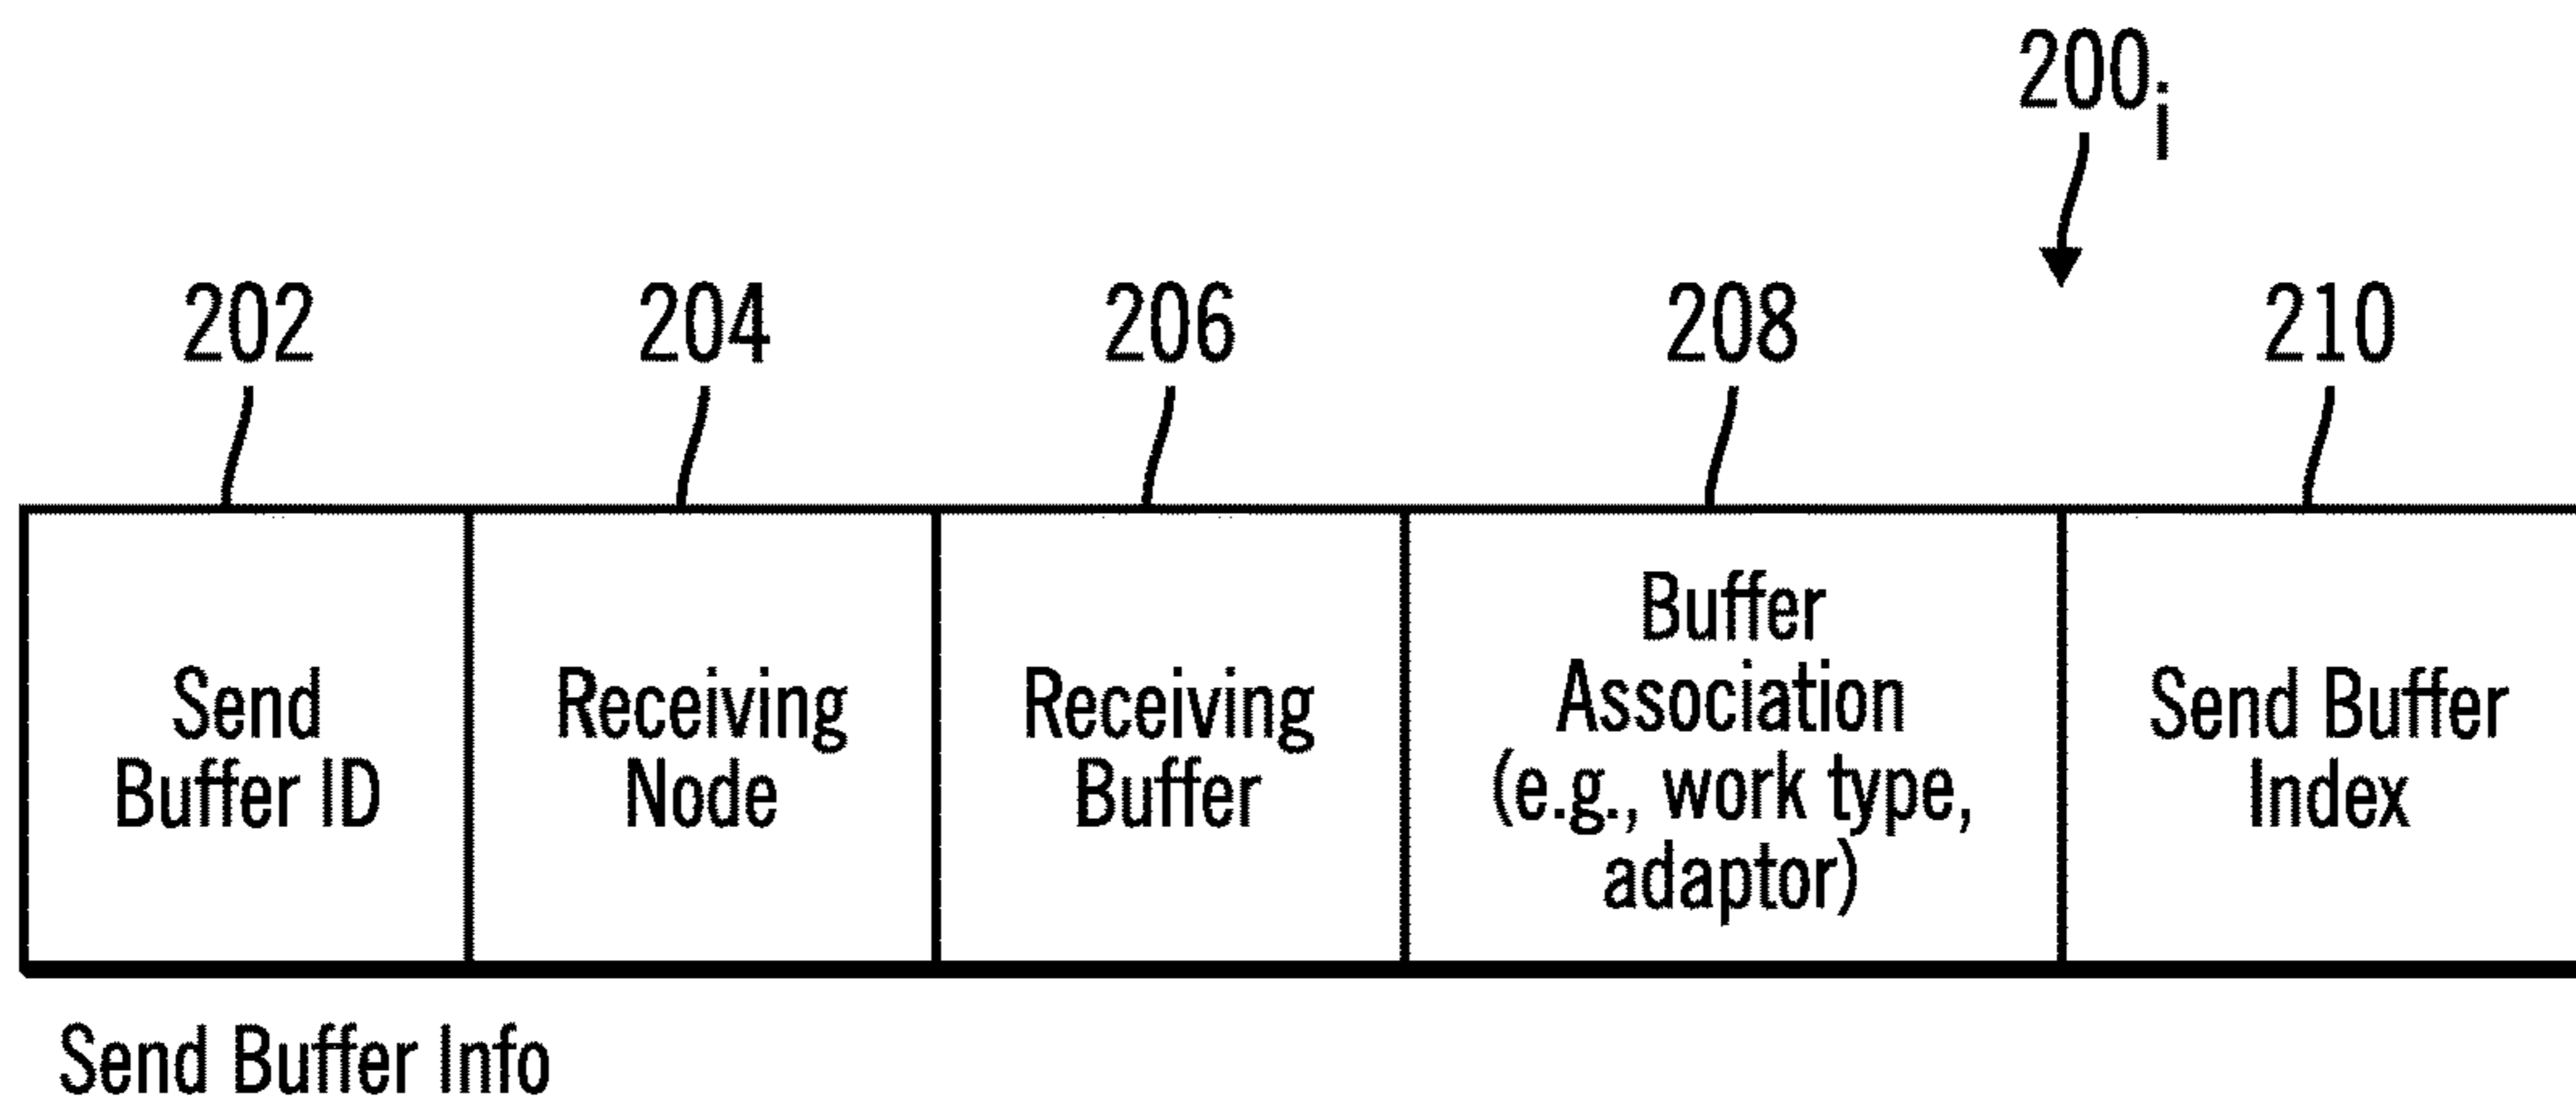 200i
202
204
206
208
210
Send
Buffer ID
Receiving
Node
Receiving
Buffer
Buffer
Association
(e.g., work type,
adaptor)
Send Buffer
Index
Send Buffer Info